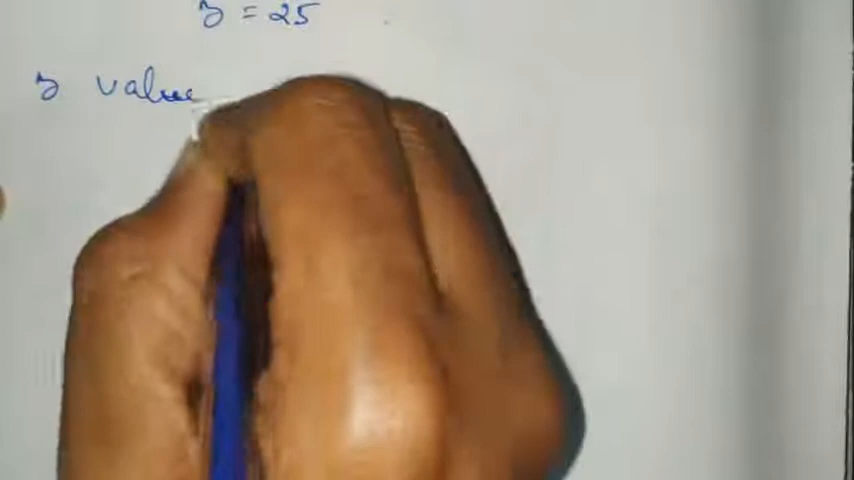 y = 25
y value